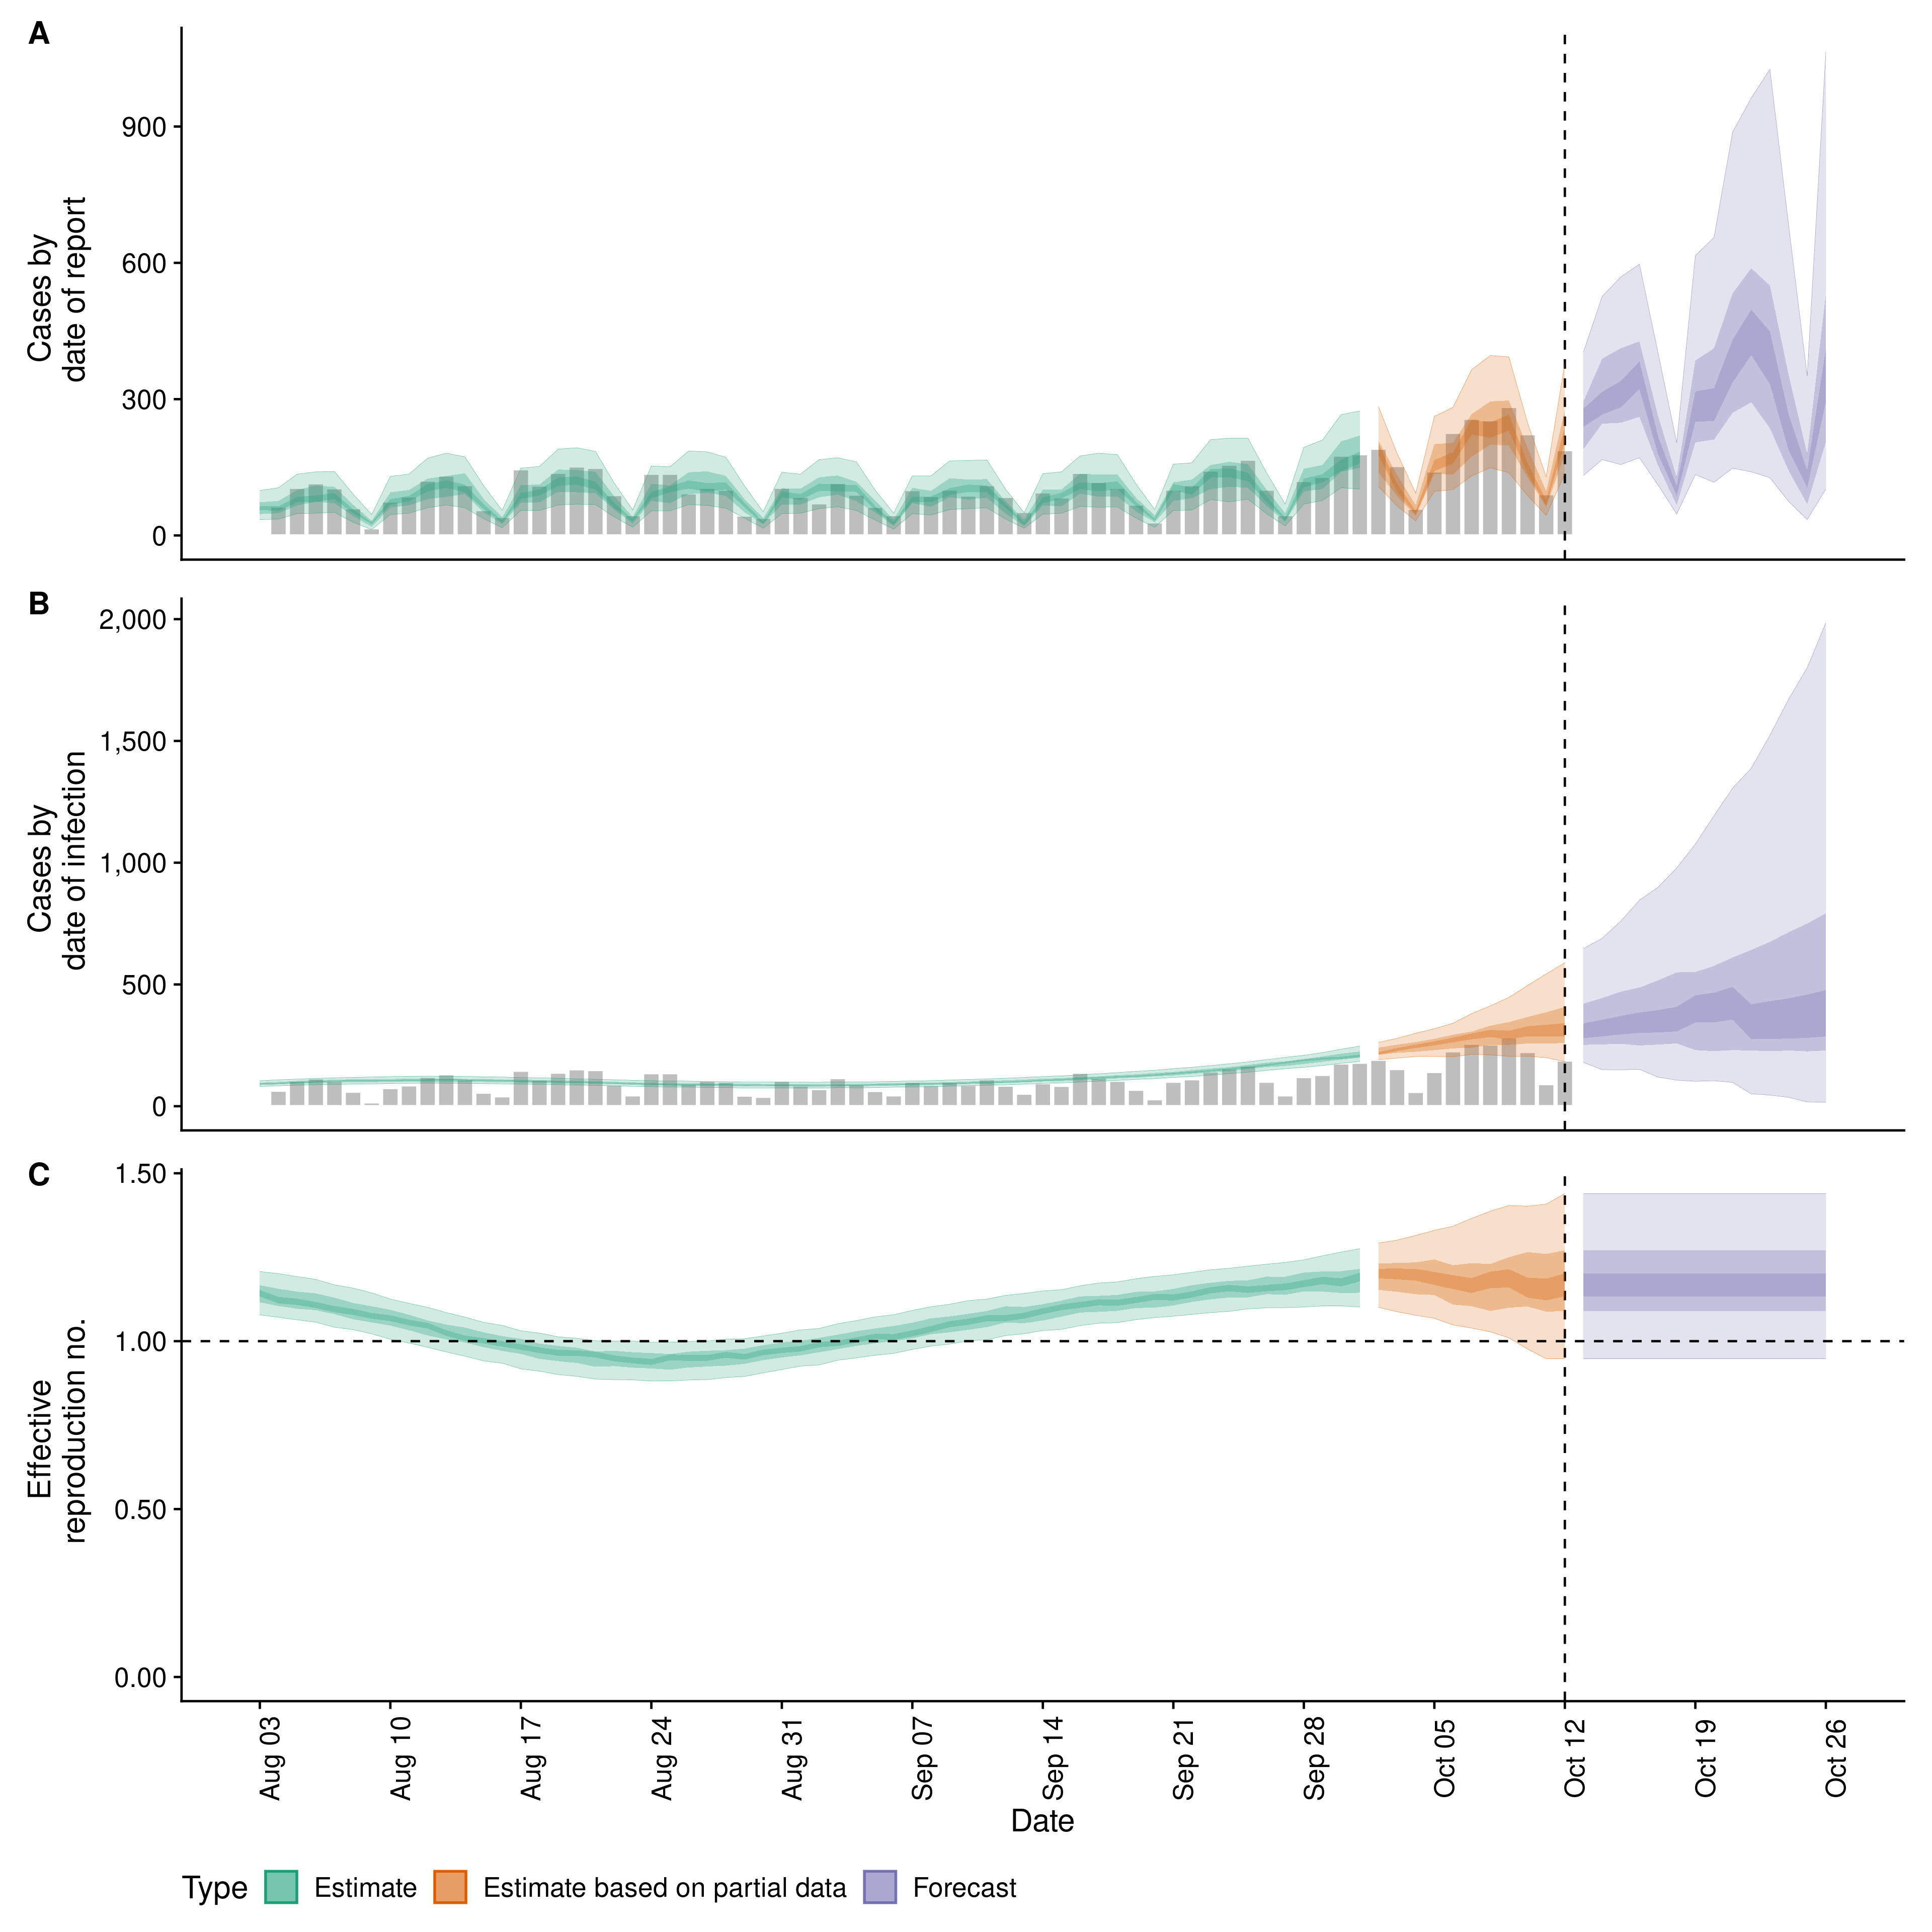 A
900
600
300
0
Cases by
date of report
B
2,000
1,500
1,000
500
0
Cases by
date of infection
C
1.50
1.00
0.50
0.00
Effective
reproduction no.
Aug 03
Aug 10
Aug 17
Aug 24
Aug 31
Sep 07
Sep 14
Sep 21
Sep 28
Oct 05
Oct 12
Oct 19
Oct 26
Date
Type Estimate Estimate based on partial data Forecast